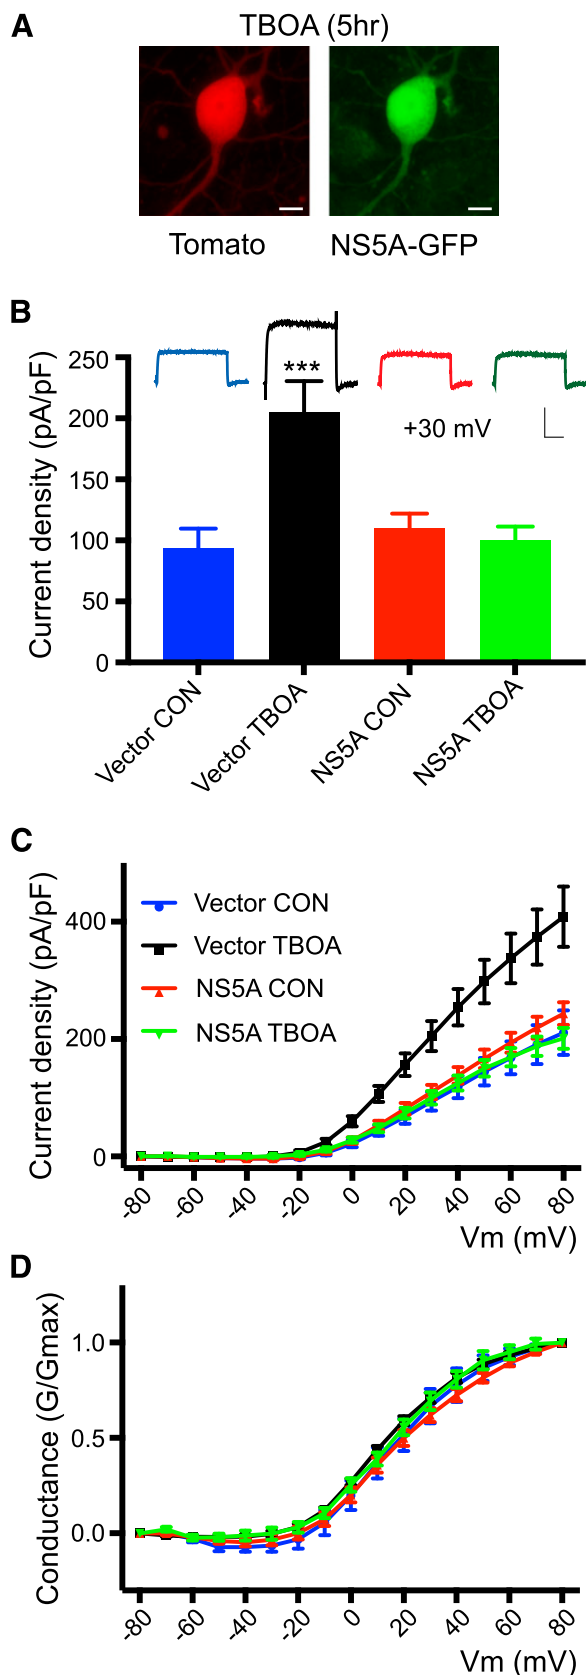 A
TBOA (5hr)
Tomato
NS5A-GFP
B
Current density (pA/pF)
250
200
150
100
50
0
***
+30 mV
Vector CON
Vector TBOA
NS5A CON
NS5A TBOA
C
Current density (pA/pF)
400
200
0
Vector CON
Vector TBOA
NS5A CON
NS5A TBOA
-80
-60
-40
-20
0
20
40
60
80
Vm (mV)
D
Conductance (G/Gmax)
1.0
0.5
0.0
-80
-60
-40
-20
0
20
40
60
80
Vm (mV)